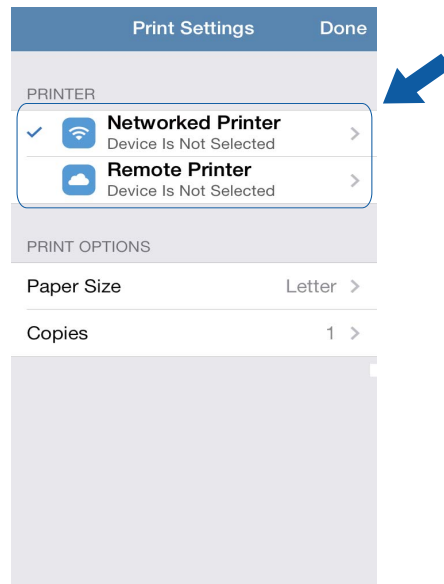 Print Settings Done
PRINTER
Networked Printer
Device Is Not Selected
Remote Printer
Device Is Not Selected
PRINT OPTIONS
Paper Size Letter
Copies 1